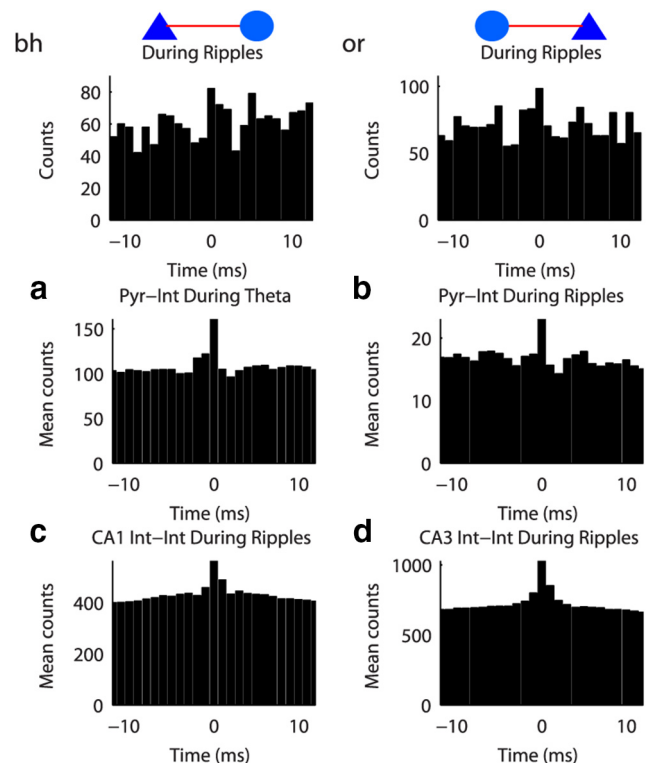 bh
During Ripples
80
60
40
20
0
Counts
−10 0 10
Time (ms)
or
During Ripples
100
50
0
Counts
−10 0 10
Time (ms)
a
Pyr−Int During Theta
150
100
50
0
Mean counts
−10 0 10
Time (ms)
b
Pyr−Int During Ripples
20
10
0
Mean counts
−10 0 10
Time (ms)
c
CA1 Int−Int During Ripples
400
200
0
Mean counts
−10 0 10
Time (ms)
d
CA3 Int−Int During Ripples
1000
500
0
Mean counts
−10 0 10
Time (ms)